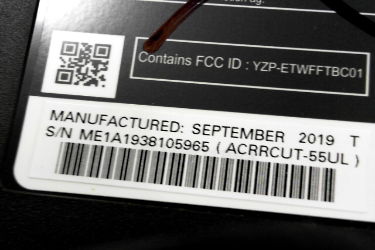 Contains FCC ID : YZP-ETWFFTBC01
MANUFACTURED: SEPTEMBER 2019 T
S/N ME1A1938105965 ( ACRRCUT-55UL )